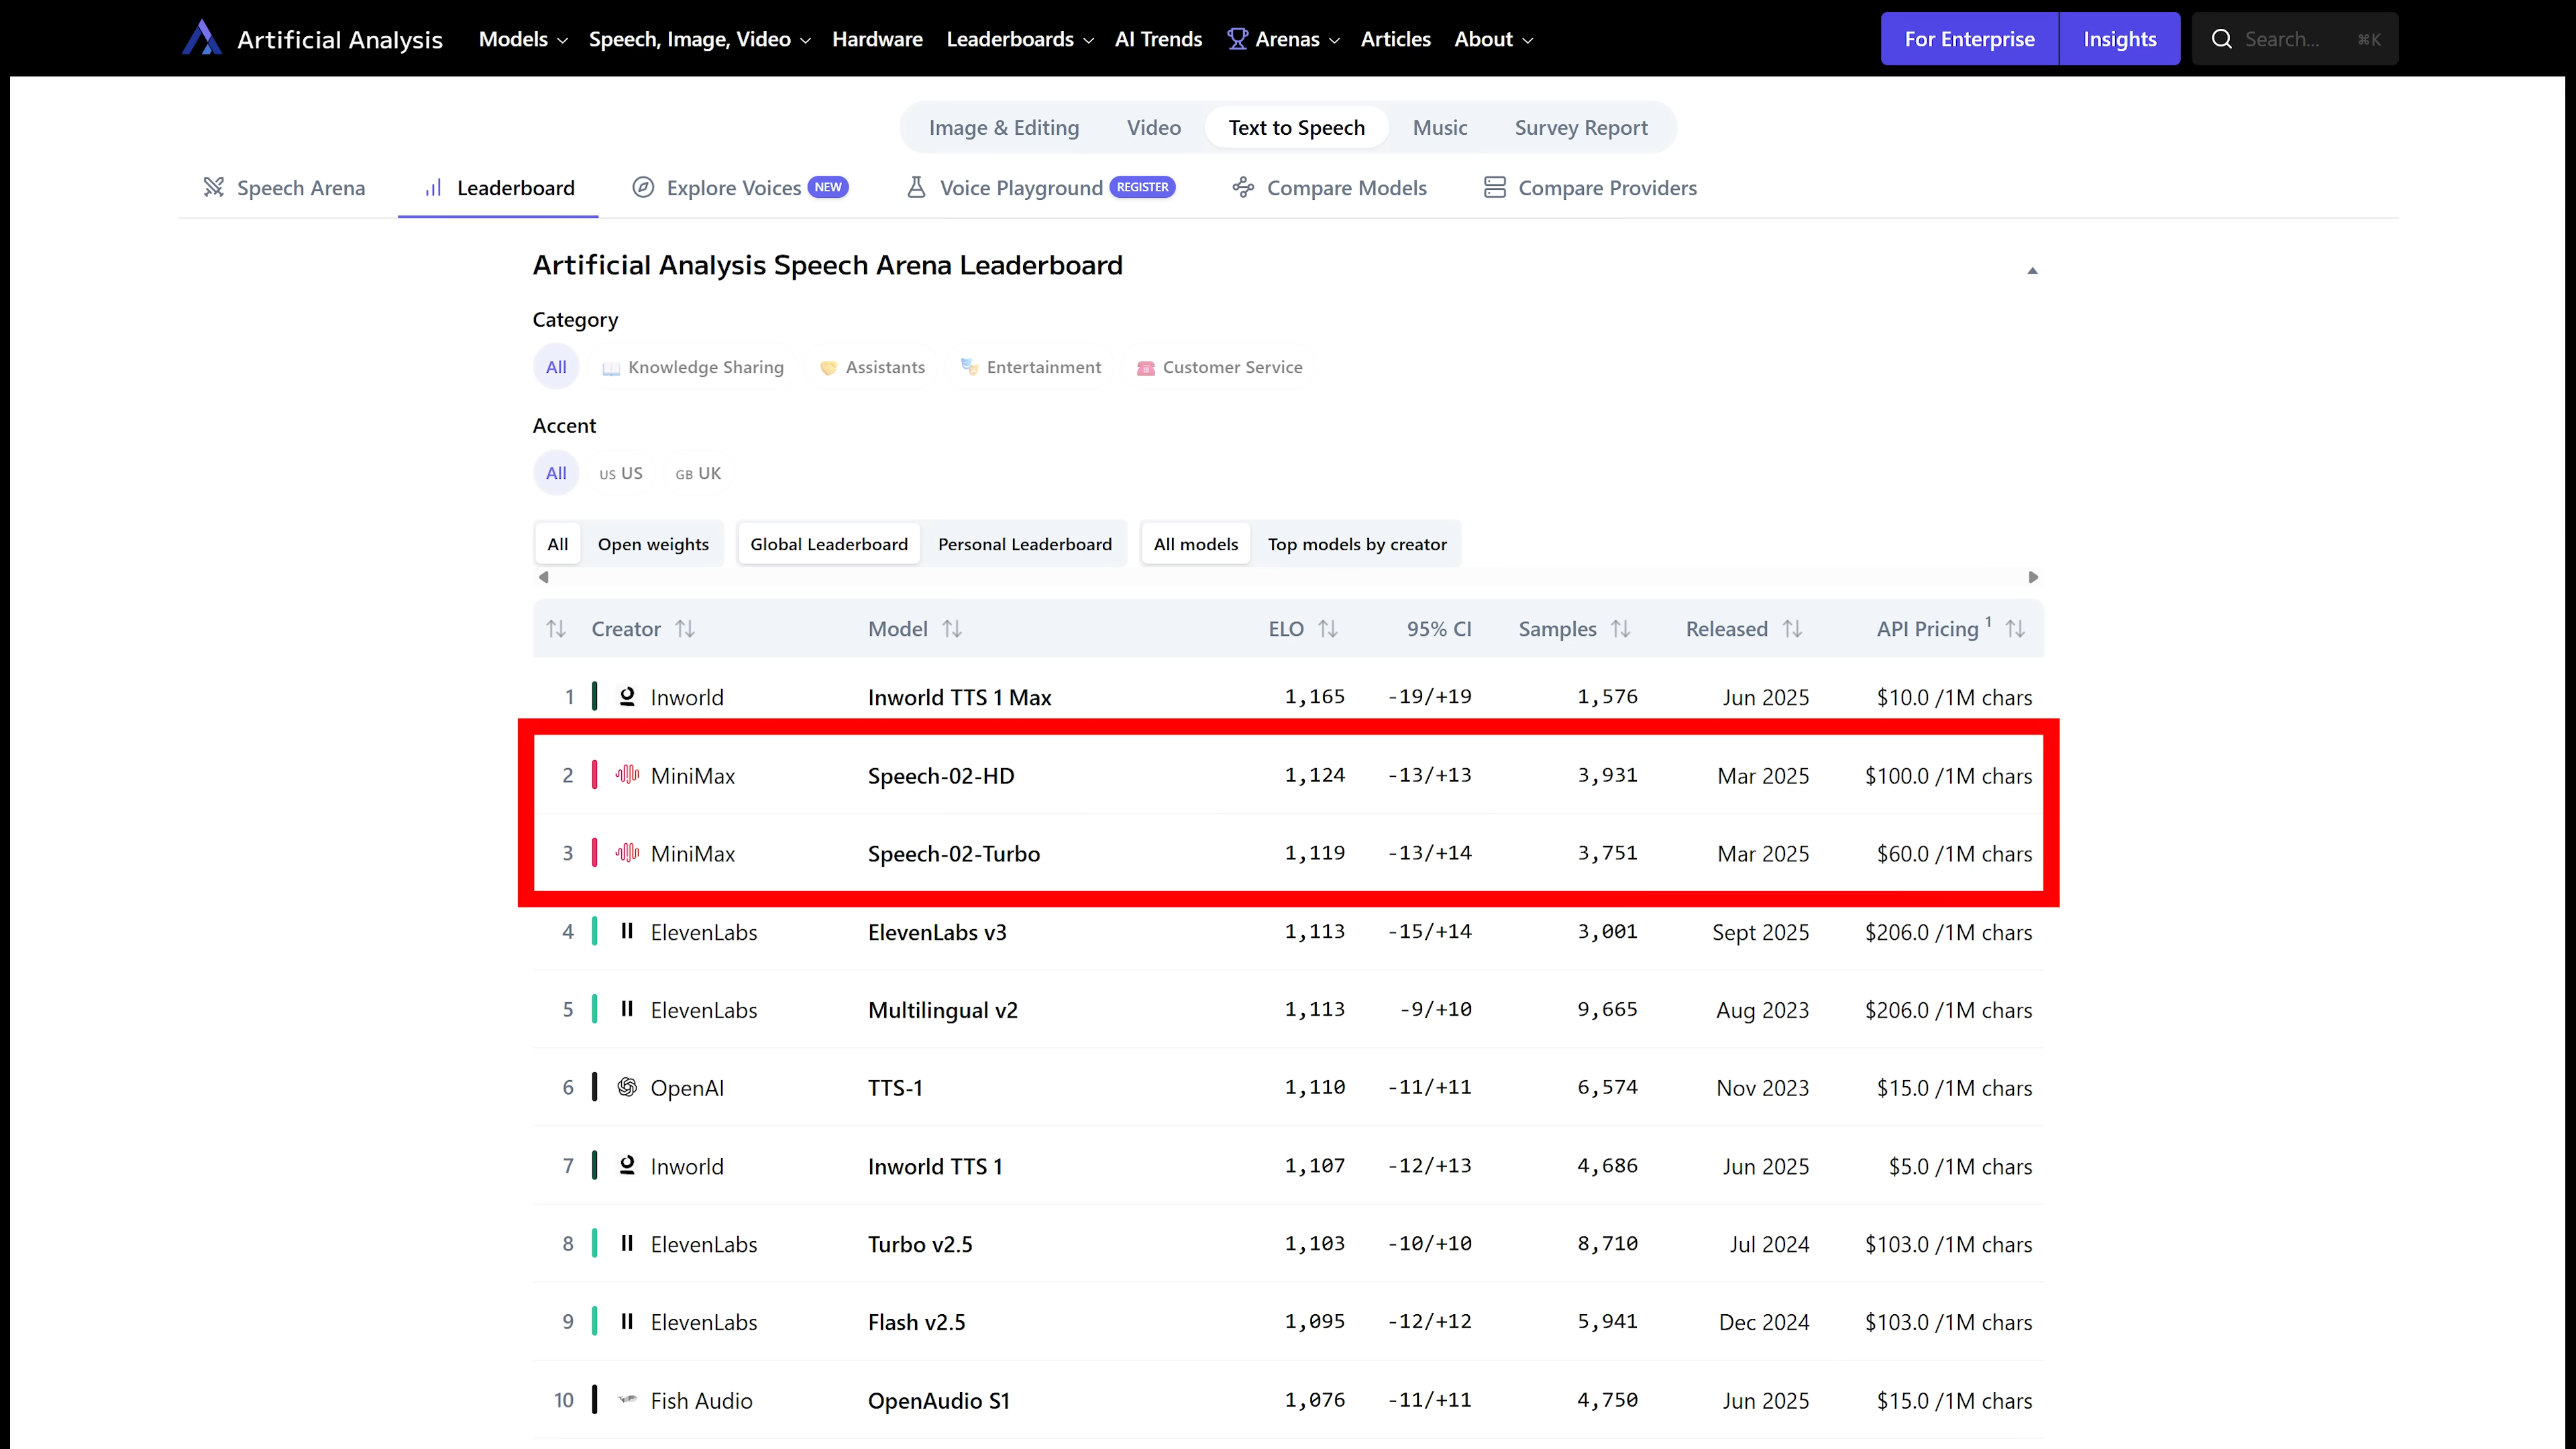 Artificial Analysis Models Speech, Image, Video Hardware Leaderboards AI Trends Arenas Articles About For Enterprise Insights Search... ⌘K
Image & Editing Video Text to Speech Music Survey Report
Speech Arena Leaderboard Explore Voices NEW Voice Playground REGISTER Compare Models Compare Providers
Artificial Analysis Speech Arena Leaderboard
Category
All Knowledge Sharing Assistants Entertainment Customer Service
Accent
All US US GB UK
All Open weights Global Leaderboard Personal Leaderboard All models Top models by creator
Creator Model ELO 95% CI Samples Released API Pricing 1
1 Inworld Inworld TTS 1 Max 1,165 -19/+19 1,576 Jun 2025 $10.0 /1M chars
2 MiniMax Speech-02-HD 1,124 -13/+13 3,931 Mar 2025 $100.0 /1M chars
3 MiniMax Speech-02-Turbo 1,119 -13/+14 3,751 Mar 2025 $60.0 /1M chars
4 ElevenLabs ElevenLabs v3 1,113 -15/+14 3,001 Sept 2025 $206.0 /1M chars
5 ElevenLabs Multilingual v2 1,113 -9/+10 9,665 Aug 2023 $206.0 /1M chars
6 OpenAI TTS-1 1,110 -11/+11 6,574 Nov 2023 $15.0 /1M chars
7 Inworld Inworld TTS 1 1,107 -12/+13 4,686 Jun 2025 $5.0 /1M chars
8 ElevenLabs Turbo v2.5 1,103 -10/+10 8,710 Jul 2024 $103.0 /1M chars
9 ElevenLabs Flash v2.5 1,095 -12/+12 5,941 Dec 2024 $103.0 /1M chars
10 Fish Audio OpenAudio S1 1,076 -11/+11 4,750 Jun 2025 $15.0 /1M chars